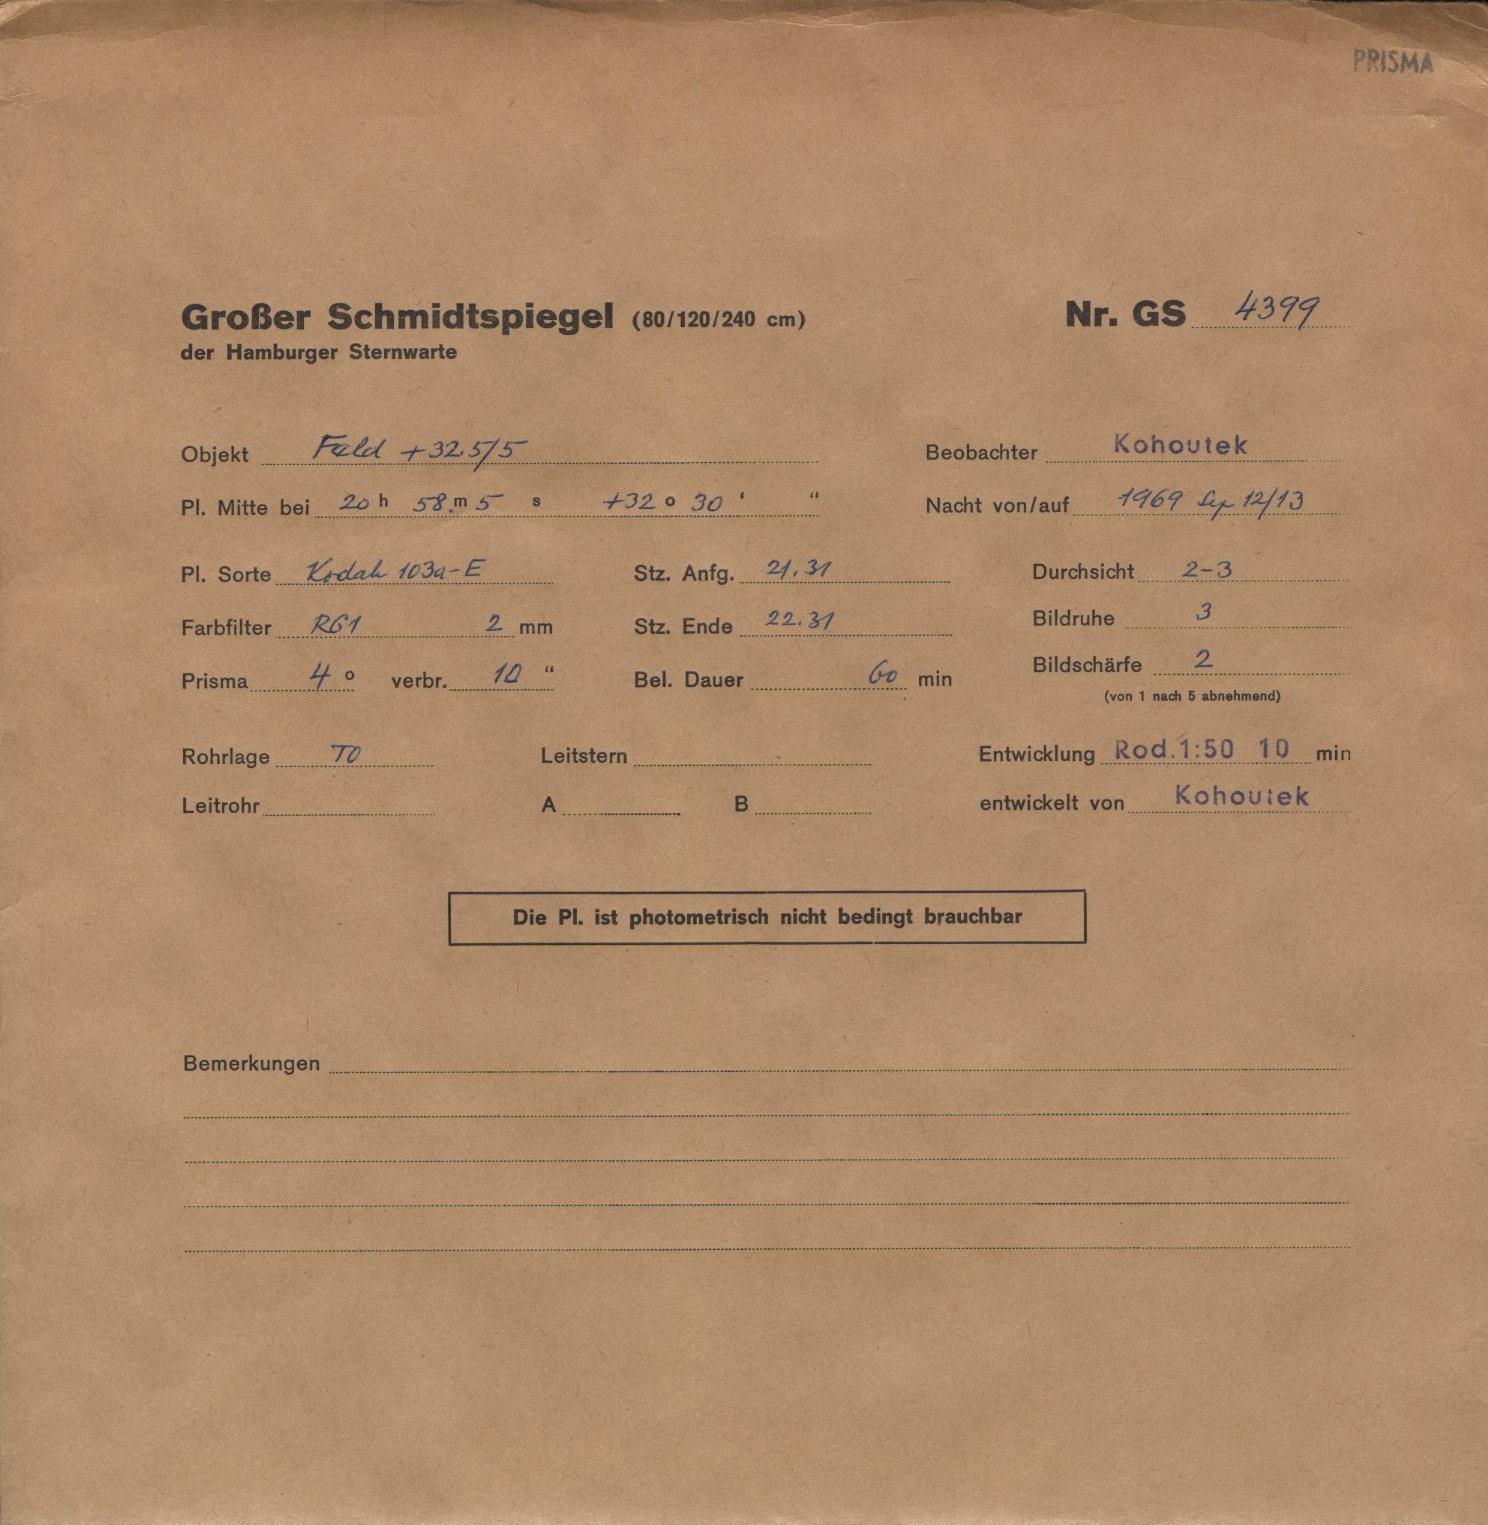 PRISMA
Großer Schmidtspiegel (80/120/240 cm) Nr. GS 4399
der Hamburger Sternwarte
Objekt Feld +32.5/5 Beobachter Kohoutek
Pl. Mitte bei 20 h 58. m 5 s +32 o 30 ‘ “ Nacht von/auf 1969 Sep 12/13
Pl. Sorte Kodak 103a-E Stz. Anfg. 21.31 Durchsicht 2-3
Farbfilter RG1 2 mm Stz. Ende 22.31 Bildruhe 3
Prisma 4 o verbr. 10 “ Bel. Dauer 60 min Bildschärfe 2
(von 1 nach 5 abnehmend)
Rohrlage TO Leitstern Entwicklung Rod.1:50 10 min
Leitrohr A B entwickelt von Kohoutek
Die Pl. ist photometrisch nicht bedingt brauchbar
Bemerkungen